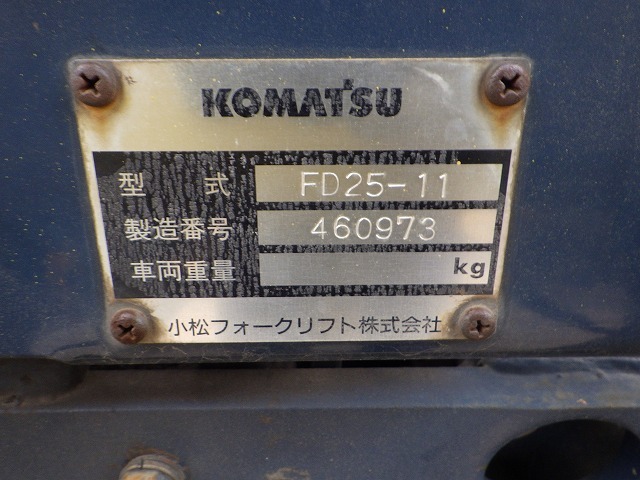 KOMATSU
型 式 FD25-11
製造番号 460973
車両重量 kg
小松フォークリフト株式会社